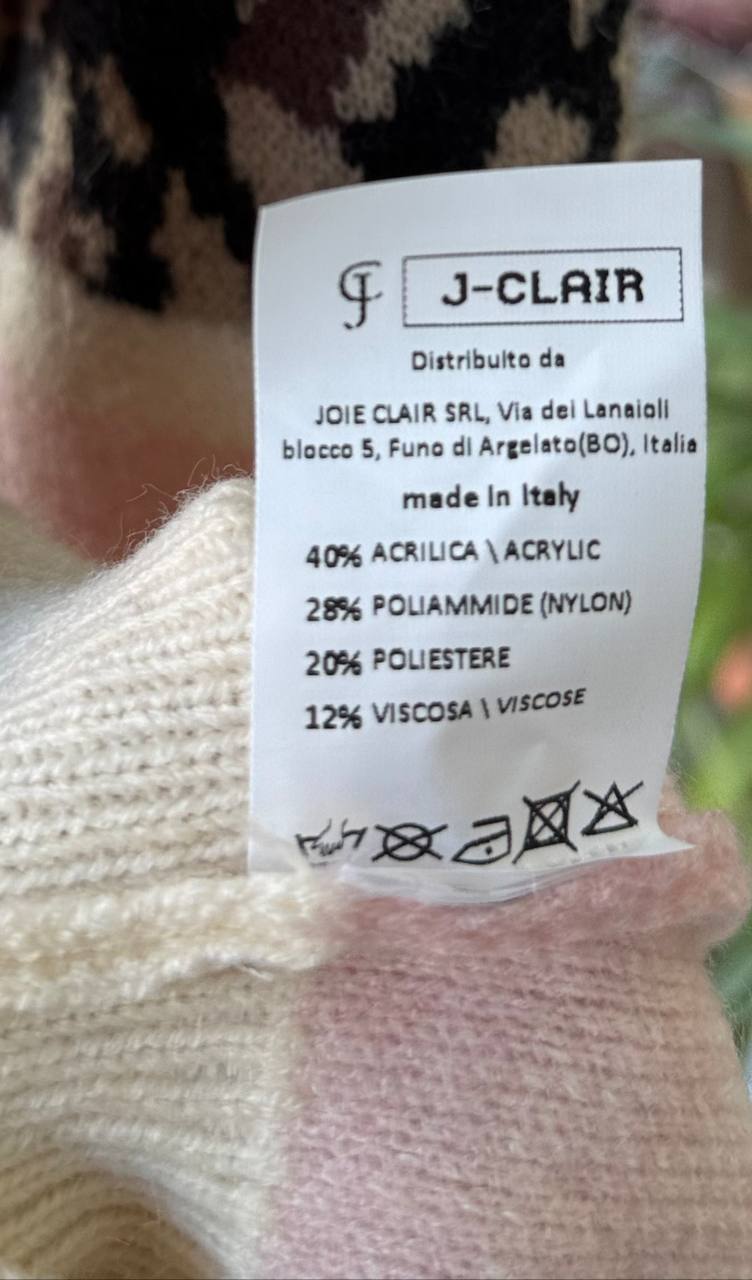 J-CLAIR
Distribuito da
JOIE CLAIR SRL, Via dei Lanaioli
blocco 5, Funo di Argelato(BO), Italia
made in Italy
40% ACRILICA \ ACRYLIC
28% POLIAMMIDE (NYLON)
20% POLIESTERE
12% VISCOSA \ VISCOSE